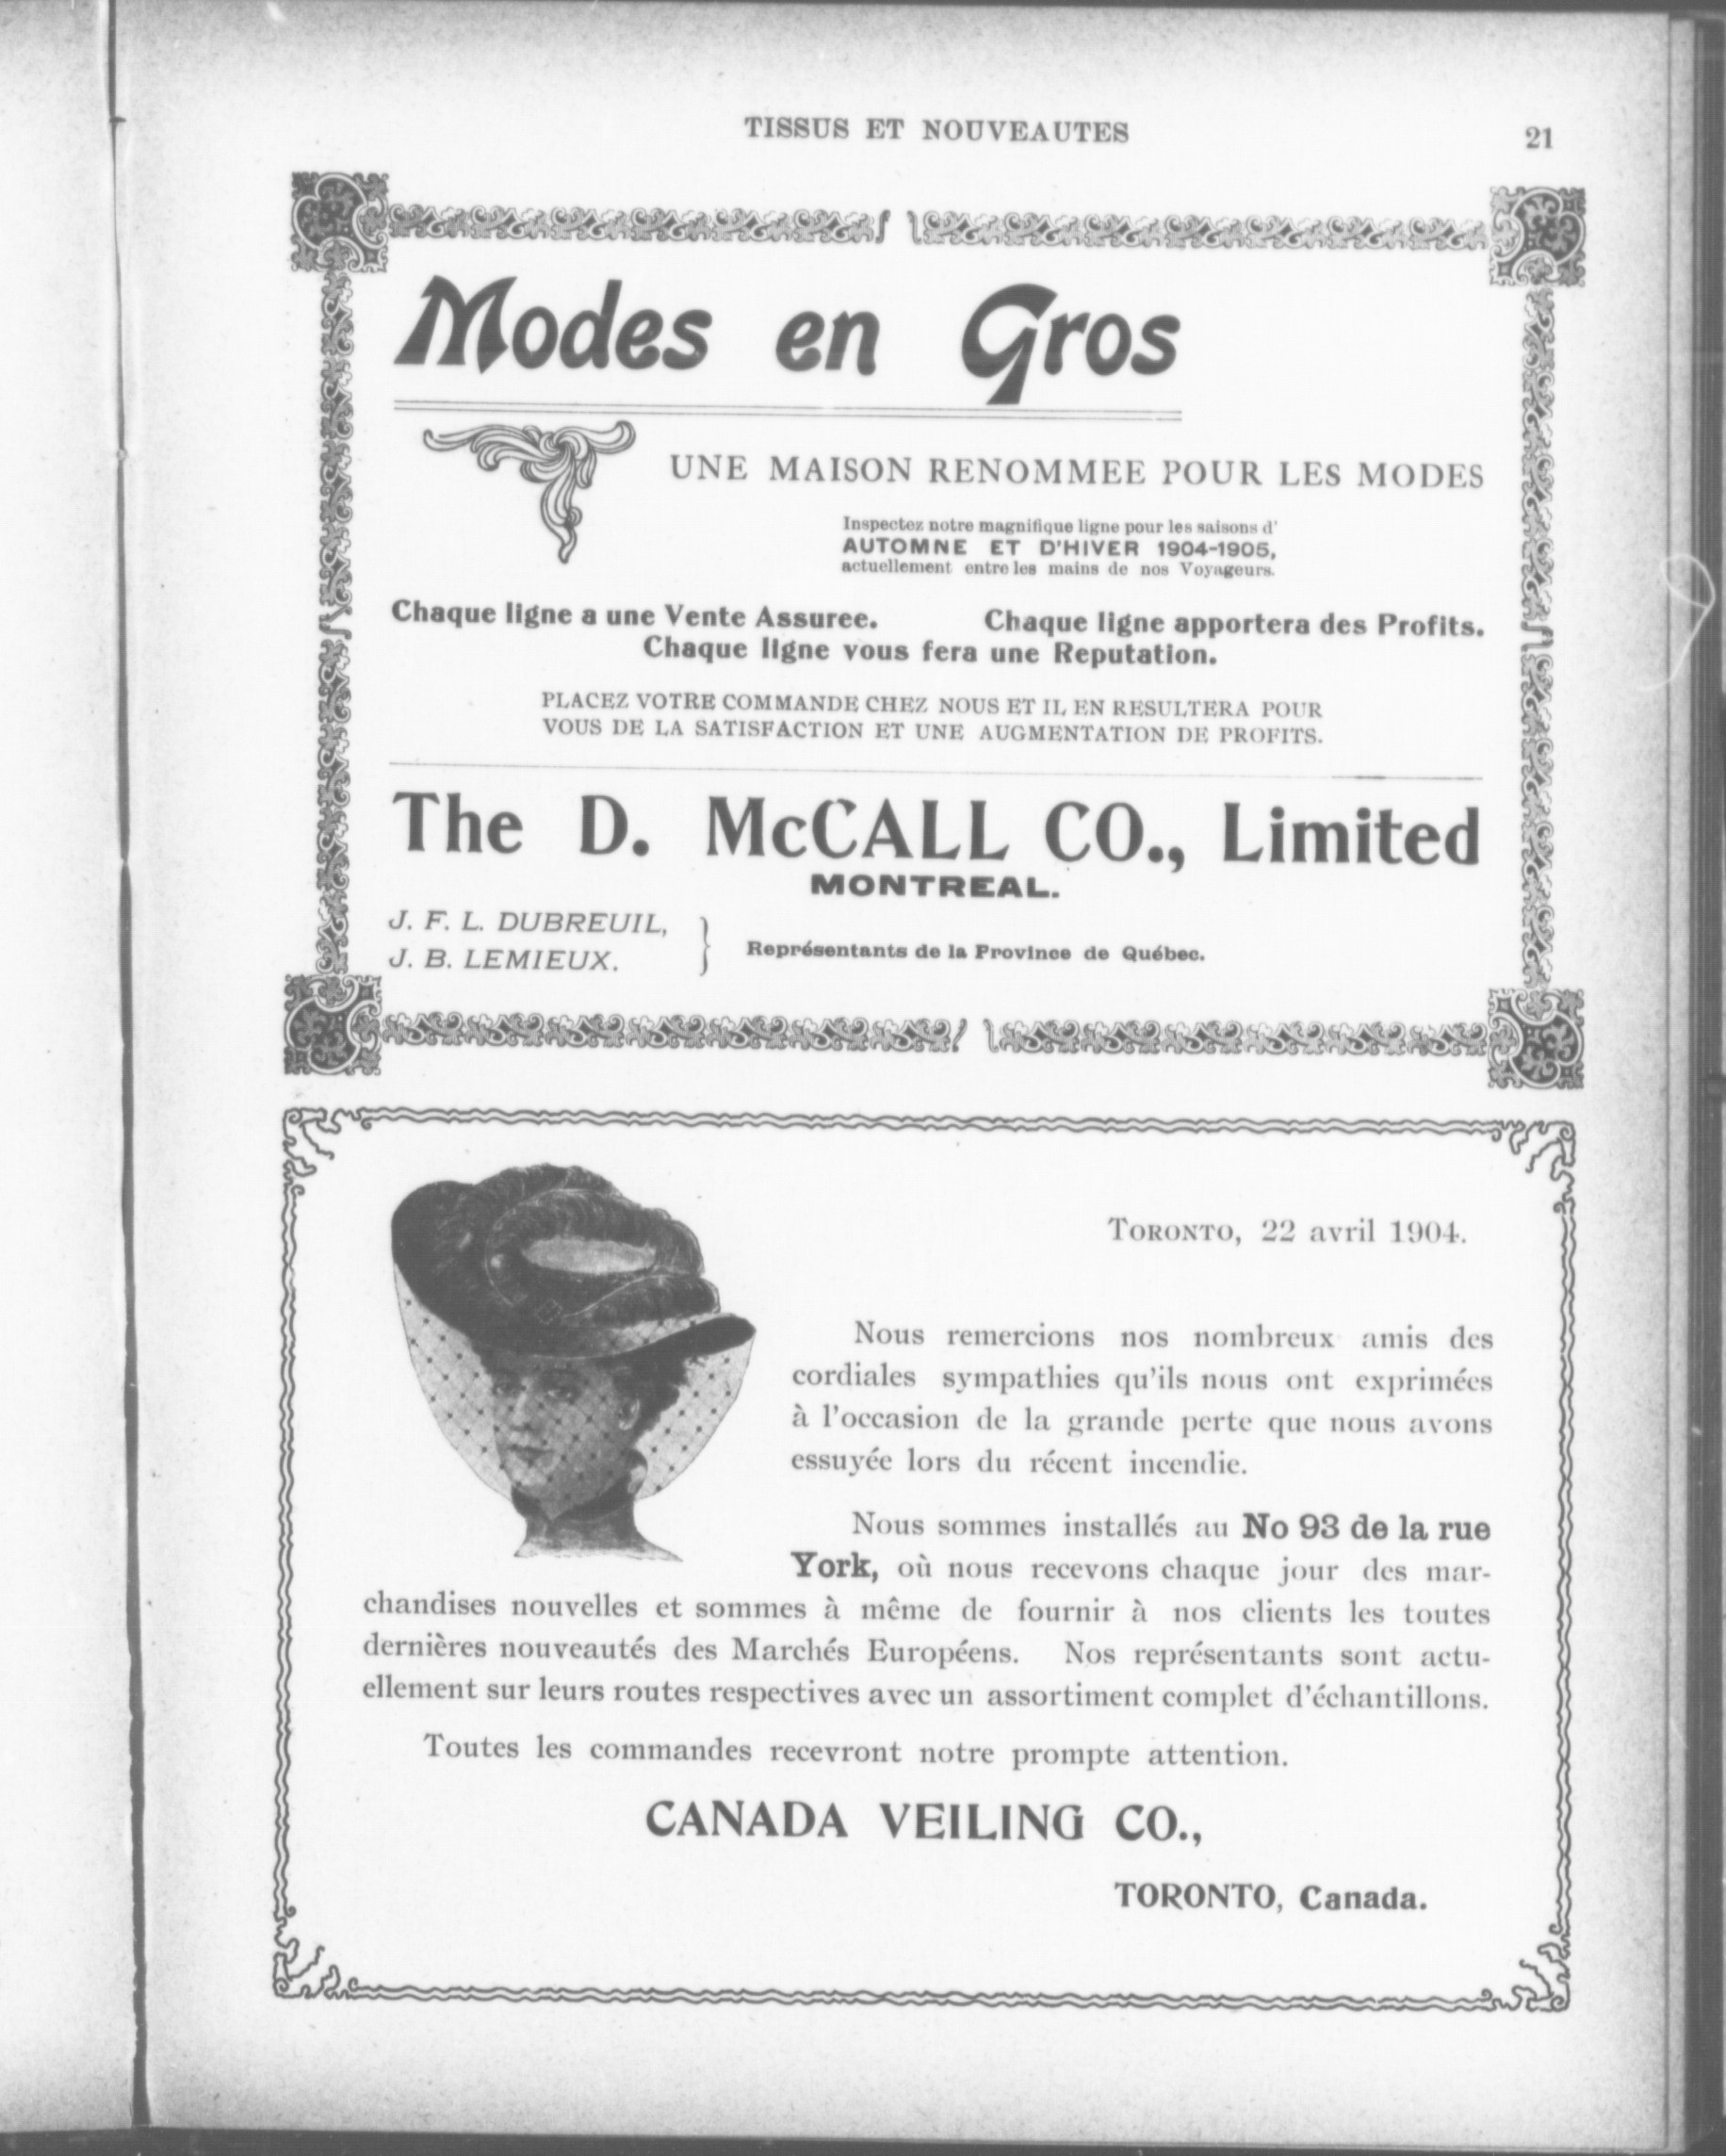 TISSUS ET NOUVEAUTES
21
Modes en Gros
UNE MAISON RENOMMEE POUR LES MODES
Inspectez notre magnifique ligne pour les saisons d'
AUTOMNE ET D'HIVER 1904-1905,
actuellement entre les mains de nos Voyageurs.
Chaque ligne a une Vente Assuree. Chaque ligne apportera des Profits.
Chaque ligne vous fera une Reputation.
PLACEZ VOTRE COMMANDE CHEZ NOUS ET IL EN RESULTERA POUR
VOUS DE LA SATISFACTION ET UNE AUGMENTATION DE PROFITS.
The D. McCALL CO., Limited
MONTREAL.
J. F. L. DUBREUIL,
J. B. LEMIEUX.
Représentants de la Province de Québec.
TORONTO, 22 avril 1904.
Nous remercions nos nombreux amis des
cordiales sympathies qu'ils nous ont exprimées
à l'occasion de la grande perte que nous avons
essuyée lors du récent incendie.
Nous sommes installés au No 93 de la rue
York, où nous recevons chaque jour des mar-
chandises nouvelles et sommes à même de fournir à nos clients les toutes
dernières nouveautés des Marchés Européens. Nos représentants sont actu-
ellement sur leurs routes respectives avec un assortiment complet d'échantillons.
Toutes les commandes recevront notre prompte attention.
CANADA VEILING CO.,
TORONTO, Canada.